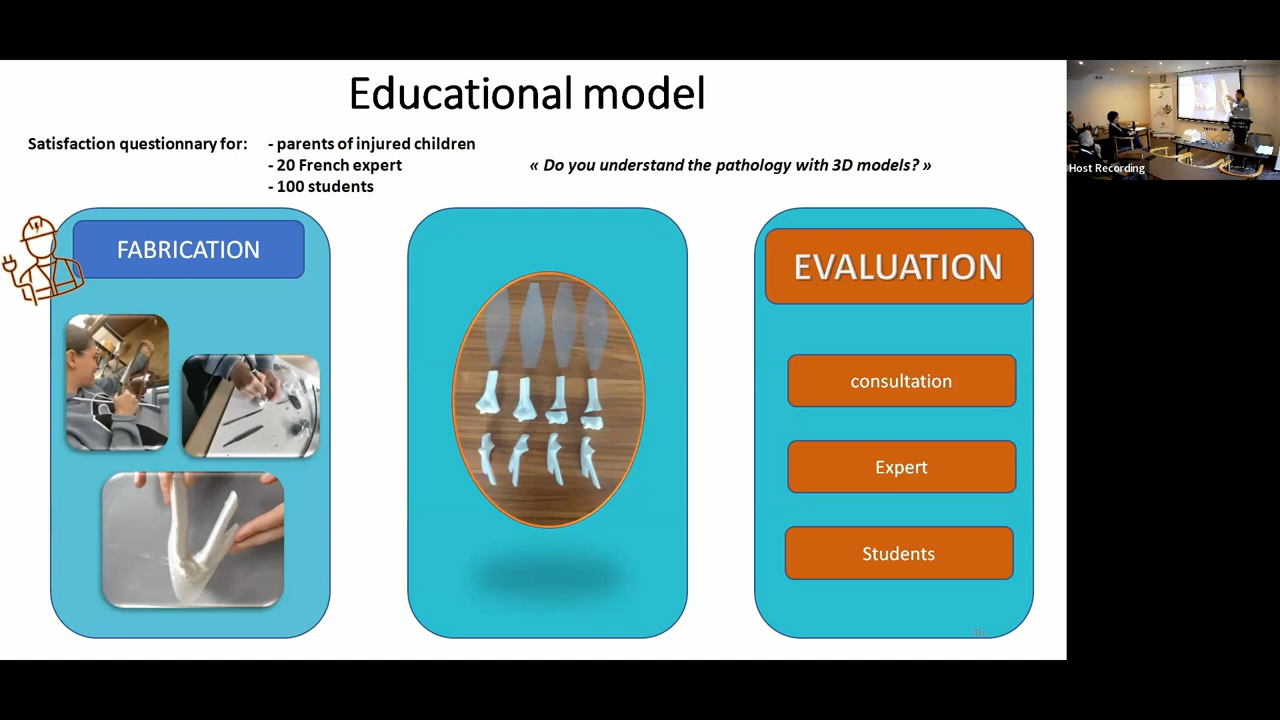 Educational model
Satisfaction questionnary for:
- parents of injured children
- 20 French expert
- 100 students
« Do you understand the pathology with 3D models? »
FABRICATION
EVALUATION
consultation
Expert
Students
Host Recording